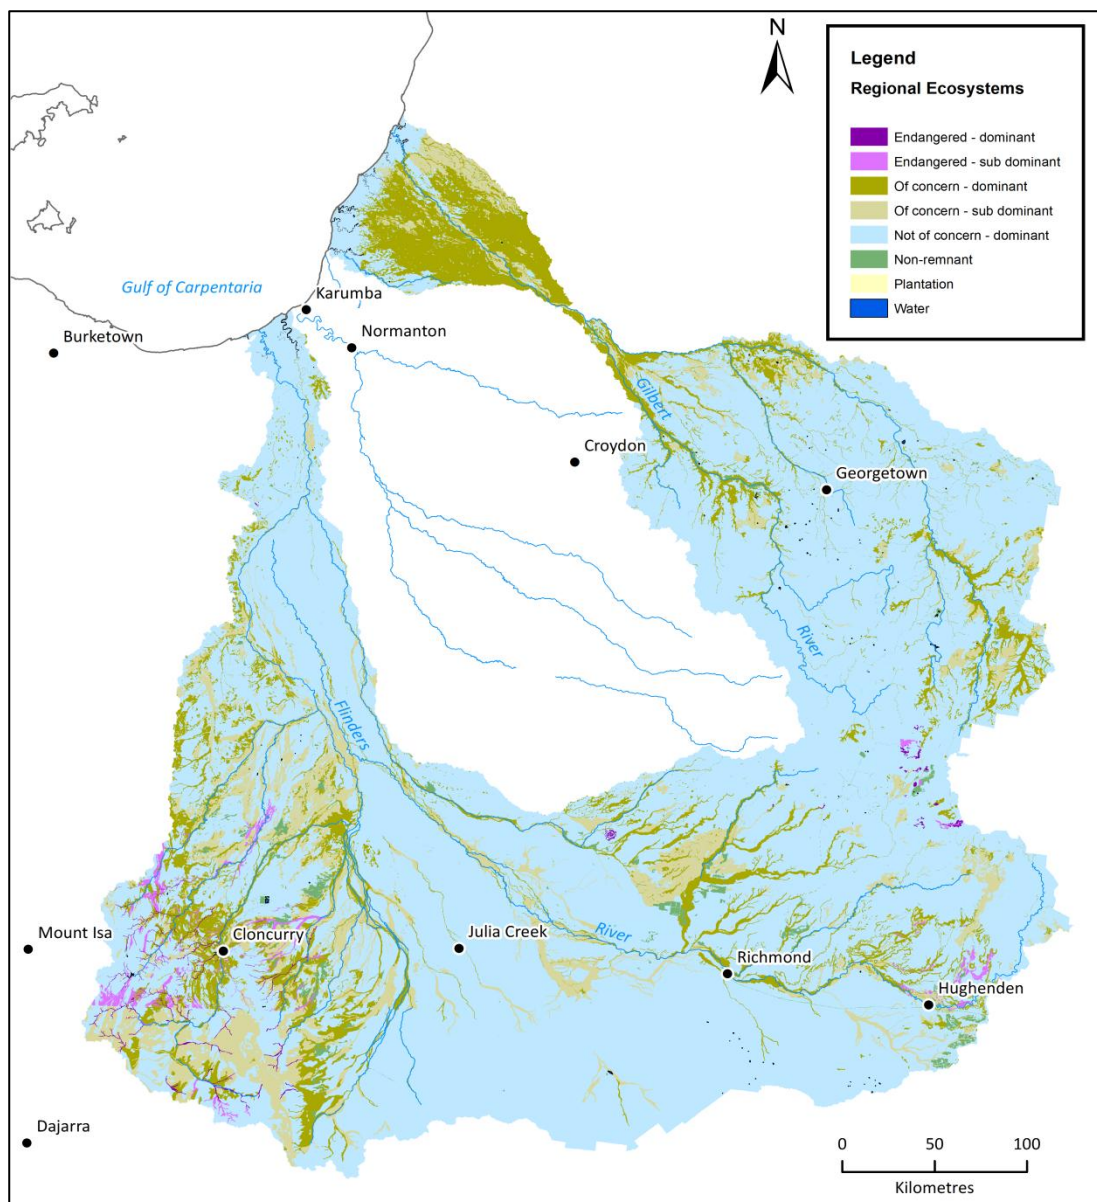 N
Legend
Regional Ecosystems
Endangered - dominant
Endangered - sub dominant
Of concern - dominant
Of concern - sub dominant
Not of concern - dominant
Non-remnant
Plantation
Water
Gulf of Carpentaria
Karumba
Burketown
Normanton
Gilbert
Croydon
Georgetown
River
Flinders
Mount Isa
Cloncurry
Julia Creek
River
Richmond
Hughenden
Dajarra
0 50 100
Kilometres